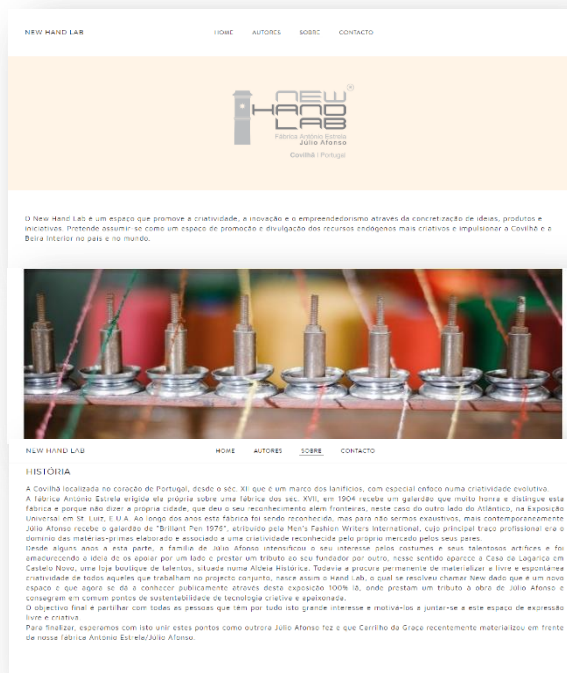 NEW HAND LAB HOME AUTORES SOBRE CONTACTO
NEW
HAND
LAB
Fábrica António Estrela
Júlio Afonso
Covilhã | Portugal
O New Hand Lab é um espaço que promove a criatividade, a inovação e o empreendedorismo através da concretização de ideias, produtos e
iniciativas. Pretende assumir-se como um espaço de promoção e divulgação dos recursos endógenos mais criativos e impulsionar a Covilhã e a
Beira Interior no país e no mundo.
NEW HAND LAB HOME AUTORES SOBRE CONTACTO
HISTÓRIA
A Covilhã localizada no coração de Portugal, desde o séc. XII que é um marco dos lanifícios, com especial enfoco numa criatividade evolutiva.
A fábrica António Estrela erigida ela própria sobre uma fábrica dos séc. XVII, em 1904 recebe um galardão que muito honra e distingue esta
fábrica e porque não dizer a própria cidade, que deu o seu reconhecimento além fronteiras, neste caso do outro lado do Atlântico, na Exposição
Universal em St. Luiz, E.U.A. Ao longo dos anos esta fábrica foi sendo reconhecida, mas para não sermos exaustivos, mais contemporaneamente
Júlio Afonso recebe o galardão de "Brillant Pen 1978", atribuído pela Men's Fashion Writers International, cujo principal traço profissional era o
domínio das matérias-primas elaborado e associado a uma criatividade reconhecida pelo próprio mercado pelos seus pares.
Desde alguns anos a esta parte, a família de Júlio Afonso intensificou o seu interesse pelos costumes e seus talentosos artífices e foi
amadurecendo a ideia de os apoiar por um lado e prestar um tributo ao seu fundador por outro, nesse sentido aparece a Casa da Lagariça em
Castelo Novo, uma loja boutique de talentos, situada numa Aldeia Histórica. Todavia a procura permanente de materializar a livre e espontânea
criatividade de todos aqueles que trabalham no projecto conjunto, nasce assim o Hand Lab, o qual se resolveu chamar New dado que é um novo
espaço e que agora se dá a conhecer publicamente através desta exposição 100% lã, onde prestam um tributo à obra de Júlio Afonso e
consagram em comum pontos de sustentabilidade de tecnologia criativa e apaixonada.
O objectivo final é partilhar com todas as pessoas que têm por tudo isto grande interesse e motivá-los a juntar-se a este espaço de expressão
livre e criativa.
Para finalizar, esperamos com isto unir estes pontos como outrora Júlio Afonso fez e que Carrilho da Graça recentemente materializou em frente
da nossa fábrica António Estrela/Júlio Afonso.